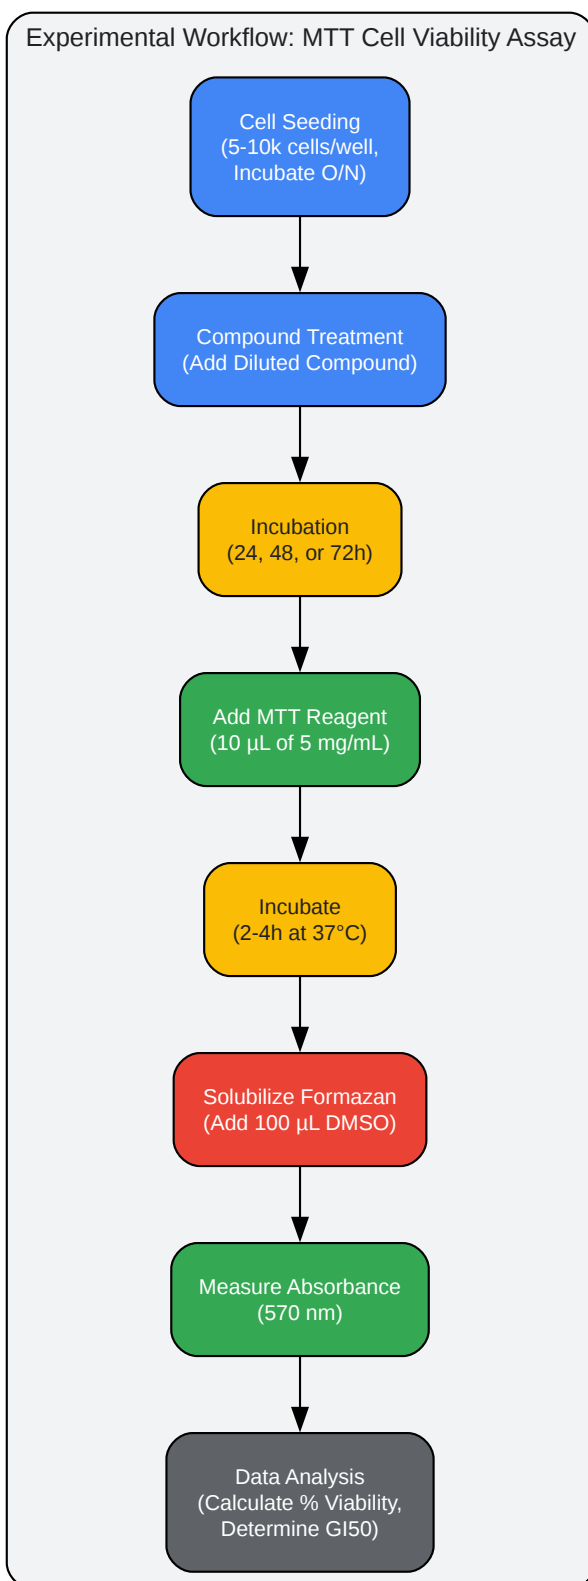 Experimental Workflow: MTT Cell Viability Assay
Cell Seeding
(5-10k cells/well,
Incubate O/N)
Compound Treatment
(Add Diluted Compound)
Incubation
(24, 48, or 72h)
Add MTT Reagent
(10 µL of 5 mg/mL)
Incubate
(2-4h at 37°C)
Solubilize Formazan
(Add 100 µL DMSO)
Measure Absorbance
(570 nm)
Data Analysis
(Calculate % Viability,
Determine GI50)